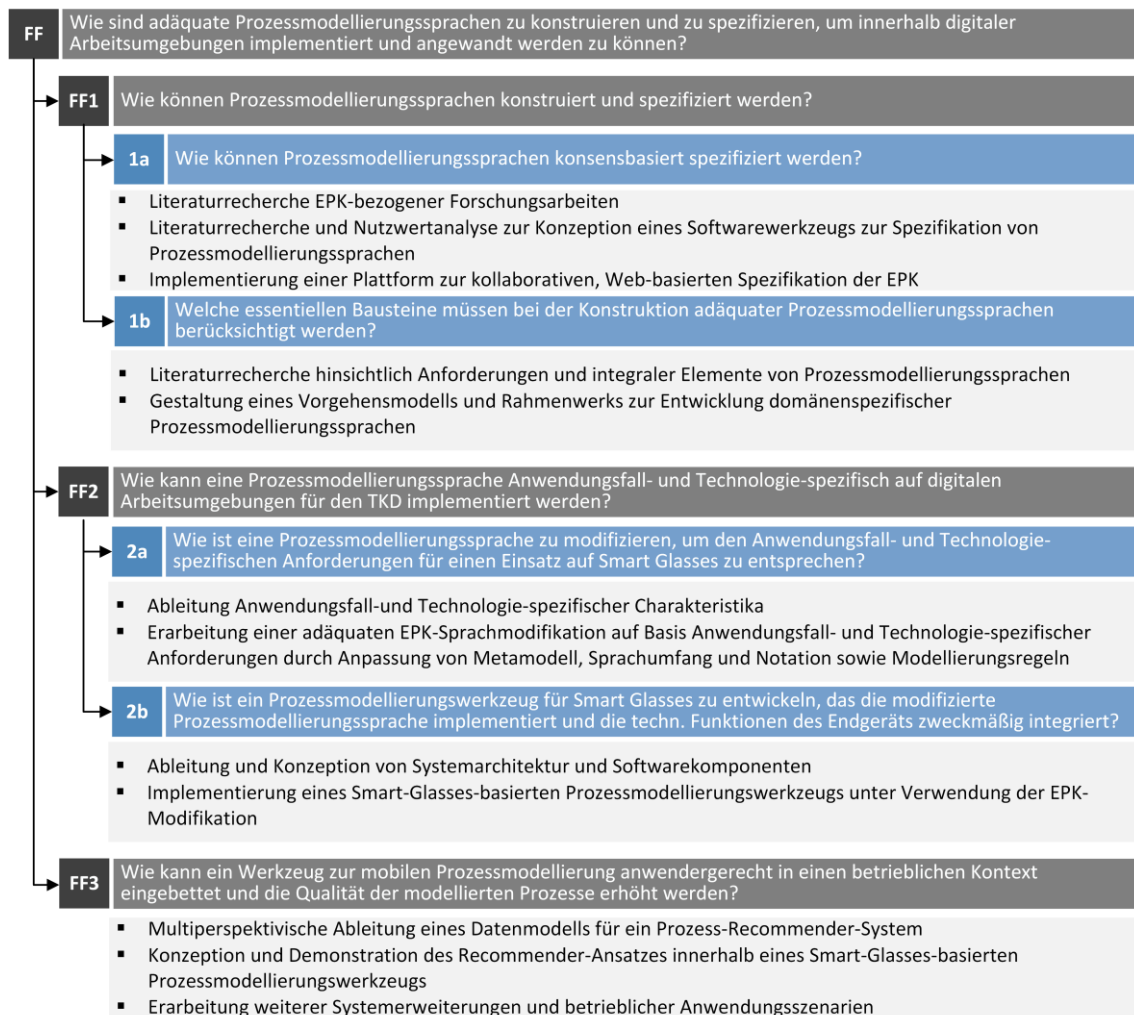 FF
Wie sind adäquate Prozessmodellierungssprachen zu konstruieren und zu spezifizieren, um innerhalb digitaler
Arbeitsumgebungen implementiert und angewandt werden zu können?
FF1
Wie können Prozessmodellierungssprachen konstruiert und spezifiziert werden?
1a
Wie können Prozessmodellierungssprachen konsensbasiert spezifiziert werden?
▪ Literaturrecherche EPK-bezogener Forschungsarbeiten
▪ Literaturrecherche und Nutzwertanalyse zur Konzeption eines Softwarewerkzeugs zur Spezifikation von
Prozessmodellierungssprachen
▪ Implementierung einer Plattform zur kollaborativen, Web-basierten Spezifikation der EPK
1b
Welche essentiellen Bausteine müssen bei der Konstruktion adäquater Prozessmodellierungssprachen
berücksichtigt werden?
▪ Literaturrecherche hinsichtlich Anforderungen und integraler Elemente von Prozessmodellierungssprachen
▪ Gestaltung eines Vorgehensmodells und Rahmenwerks zur Entwicklung domänenspezifischer
Prozessmodellierungssprachen
FF2
Wie kann eine Prozessmodellierungssprache Anwendungsfall- und Technologie-spezifisch auf digitalen
Arbeitsumgebungen für den TKD implementiert werden?
2a
Wie ist eine Prozessmodellierungssprache zu modifizieren, um den Anwendungsfall- und Technologie-
spezifischen Anforderungen für einen Einsatz auf Smart Glasses zu entsprechen?
▪ Ableitung Anwendungsfall-und Technologie-spezifischer Charakteristika
▪ Erarbeitung einer adäquaten EPK-Sprachmodifikation auf Basis Anwendungsfall- und Technologie-spezifischer
Anforderungen durch Anpassung von Metamodell, Sprachumfang und Notation sowie Modellierungsregeln
2b
Wie ist ein Prozessmodellierungswerkzeug für Smart Glasses zu entwickeln, das die modifizierte
Prozessmodellierungssprache implementiert und die techn. Funktionen des Endgeräts zweckmäßig integriert?
▪ Ableitung und Konzeption von Systemarchitektur und Softwarekomponenten
▪ Implementierung eines Smart-Glasses-basierten Prozessmodellierungswerkzeugs unter Verwendung der EPK-
Modifikation
FF3
Wie kann ein Werkzeug zur mobilen Prozessmodellierung anwendergerecht in einen betrieblichen Kontext
eingebettet und die Qualität der modellierten Prozesse erhöht werden?
▪ Multiperspektivische Ableitung eines Datenmodells für ein Prozess-Recommender-System
▪ Konzeption und Demonstration des Recommender-Ansatzes innerhalb eines Smart-Glasses-basierten
Prozessmodellierungswerkzeugs
▪ Erarbeitung weiterer Systemerweiterungen und betrieblicher Anwendungsszenarien